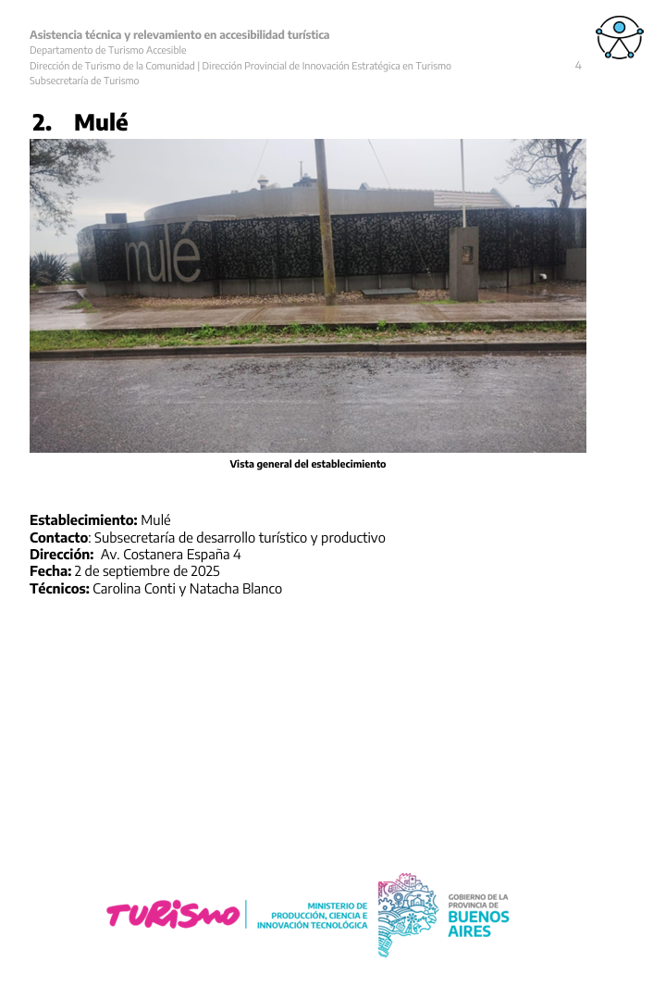 Asistencia técnica y relevamiento en accesibilidad turística
Departamento de Turismo Accesible
Dirección de Turismo de la Comunidad | Dirección Provincial de Innovación Estratégica en Turismo
4
Subsecretaría de Turismo
2. Mulé
mulé
Vista general del establecimiento
Establecimiento: Mulé
Contacto: Subsecretaría de desarrollo turístico y productivo
Dirección: Av. Costanera España 4
Fecha: 2 de septiembre de 2025
Técnicos: Carolina Conti y Natacha Blanco
TURISMO
MINISTERIO DE
PRODUCCIÓN, CIENCIA E
INNOVACIÓN TECNOLÓGICA
GOBIERNO DE LA
PROVINCIA DE
BUENOS
AIRES